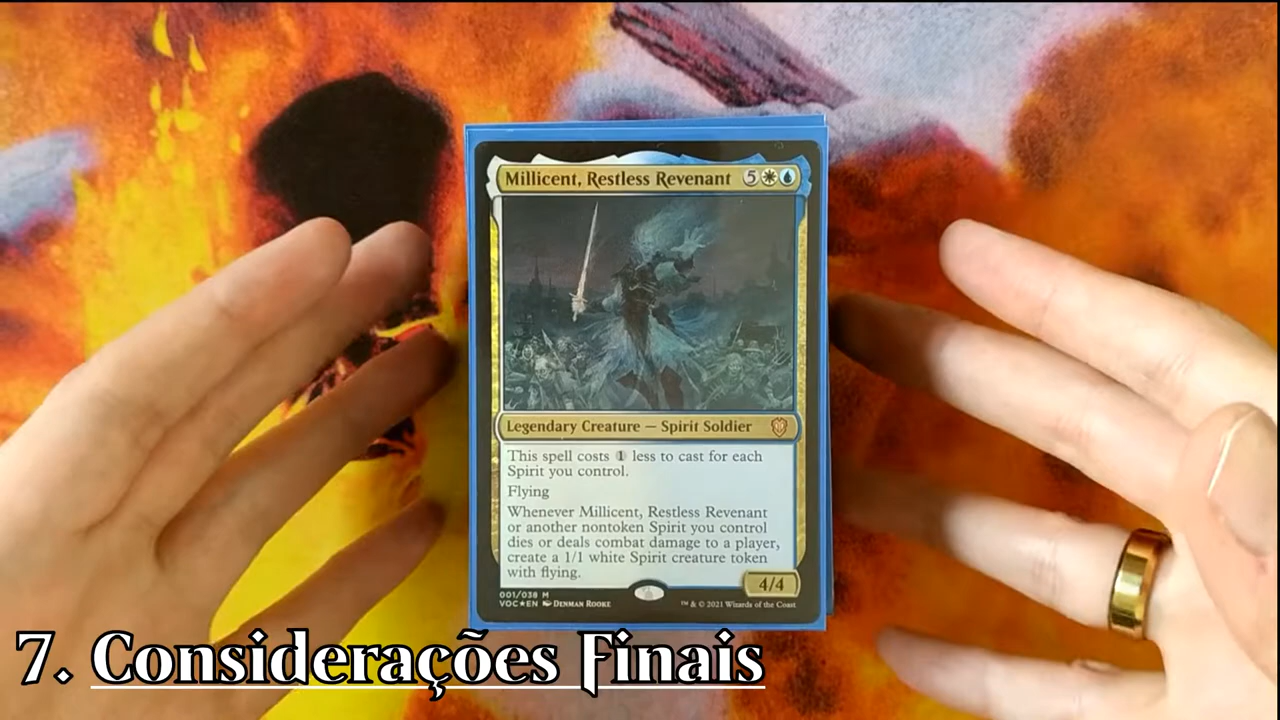 Millicent, Restless Revenant 5
Legendary Creature — Spirit Soldier
This spell costs 1 less to cast for each
Spirit you control.
Flying
Whenever Millicent, Restless Revenant
or another nontoken Spirit you control
dies or deals combat damage to a player,
create a 1/1 white Spirit creature token
with flying.
4/4
001/038 M
VOC★EN DENMAN ROOKE
™ & © 2021 Wizards of the Coast
7. Considerações Finais